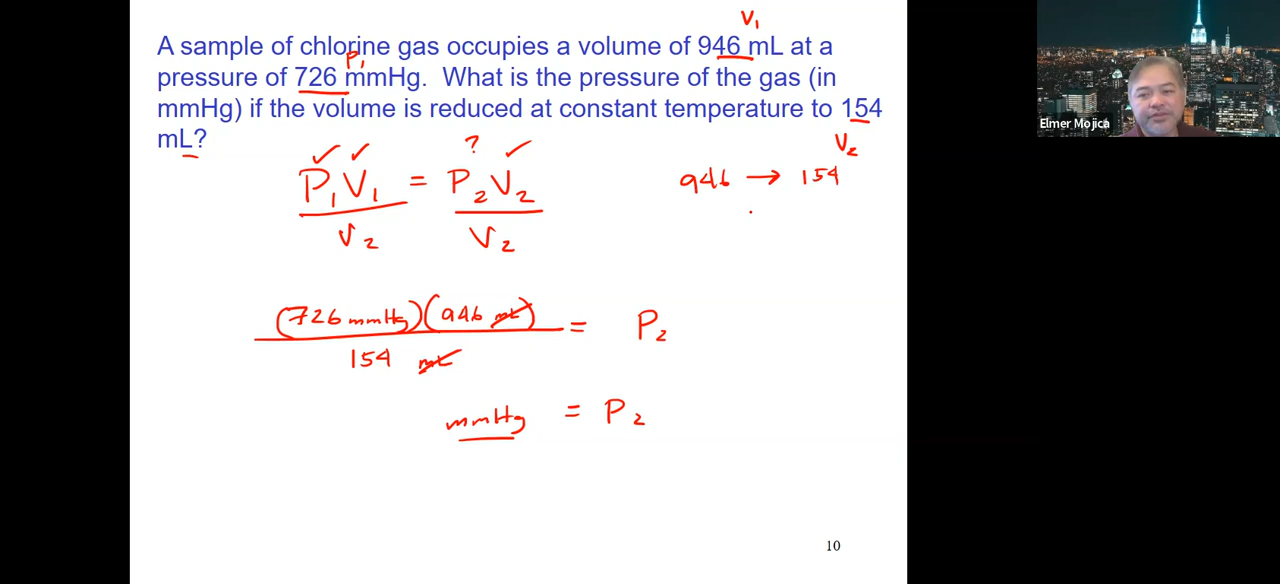 V₁
A sample of chlorine gas occupies a volume of 946 mL at a
P₁
pressure of 726 mmHg. What is the pressure of the gas (in
mmHg) if the volume is reduced at constant temperature to 154
mL?
V₂
?
P₁V₁ = P₂V₂
V₂ V₂
946 → 154
(726 mmHg)(946 mL) = P₂
154 mL
mmHg = P₂
10
Elmer Mojica